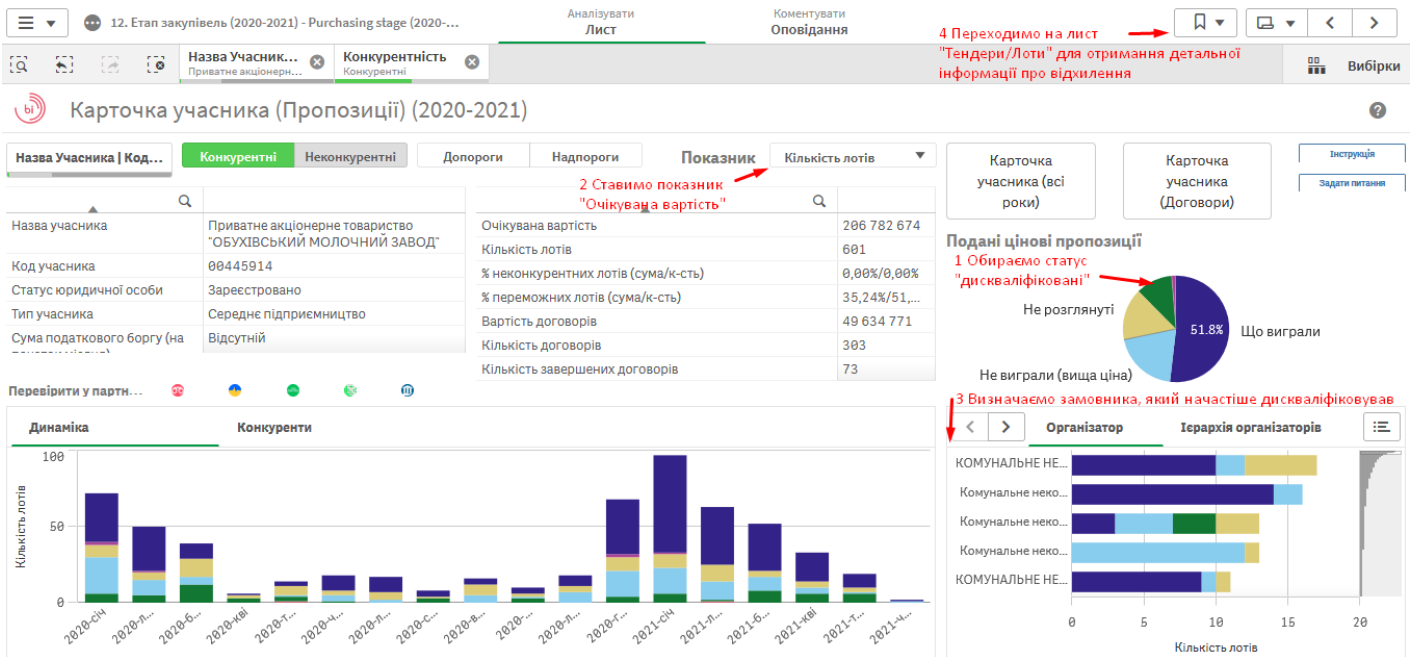 12. Етап закупівель (2020-2021) - Purchasing stage (2020-...
Аналізувати
Лист
Коментувати
Оповідання
4 Переходимо на лист
"Тендери/Лоти" для отримання детальної
інформації про відхилення
Назва Учасник...
Приватне акціонерн...
Конкурентність
Конкурентні
Вибірки
bi
Карточка учасника (Пропозиції) (2020-2021)
Назва Учасника | Код...
Конкурентні
Неконкурентні
Допороги
Надпороги
Показник
Кількість лотів
2 Ставимо показник
"Очікувана вартість"
Карточка
учасника (всі
роки)
Карточка
учасника
(Договори)
Інструкція
Задати питання
Назва учасника
Приватне акціонерне товариство
"ОБУХІВСЬКИЙ МОЛОЧНИЙ ЗАВОД"
Код учасника
00445914
Статус юридичної особи
Зареєстровано
Тип учасника
Середнє підприємництво
Сума податкового боргу (на
Відсутній
Очікувана вартість
206 782 674
Кількість лотів
601
% неконкурентних лотів (сума/к-сть)
0,00%/0,00%
% переможних лотів (сума/к-сть)
35,24%/51,...
Вартість договорів
49 634 771
Кількість договорів
303
Кількість завершених договорів
73
Подані цінові пропозиції
1 Обираємо статус
"дискваліфіковані"
Не розглянуті
51.8%
Що виграли
Не виграли (вища ціна)
Перевірити у партн...
3 Визначаємо замовника, який начастіше дискваліфіковував
Динаміка
Конкуренти
Кількість лотів
100
50
0
2020-січ
2020-л...
2020-б...
2020-кві
2020-т...
2020-ч...
2020-л...
2020-с...
2020-в...
2020-...
2020-л...
2020-г...
2021-січ
2021-л...
2021-б...
2021-кві
2021-т...
2021-ч...
Організатор
Ієрархія організаторів
КОМУНАЛЬНЕ НЕ...
Комунальне неко...
Комунальне неко...
Комунальне неко...
КОМУНАЛЬНЕ НЕ...
0
5
10
15
20
Кількість лотів